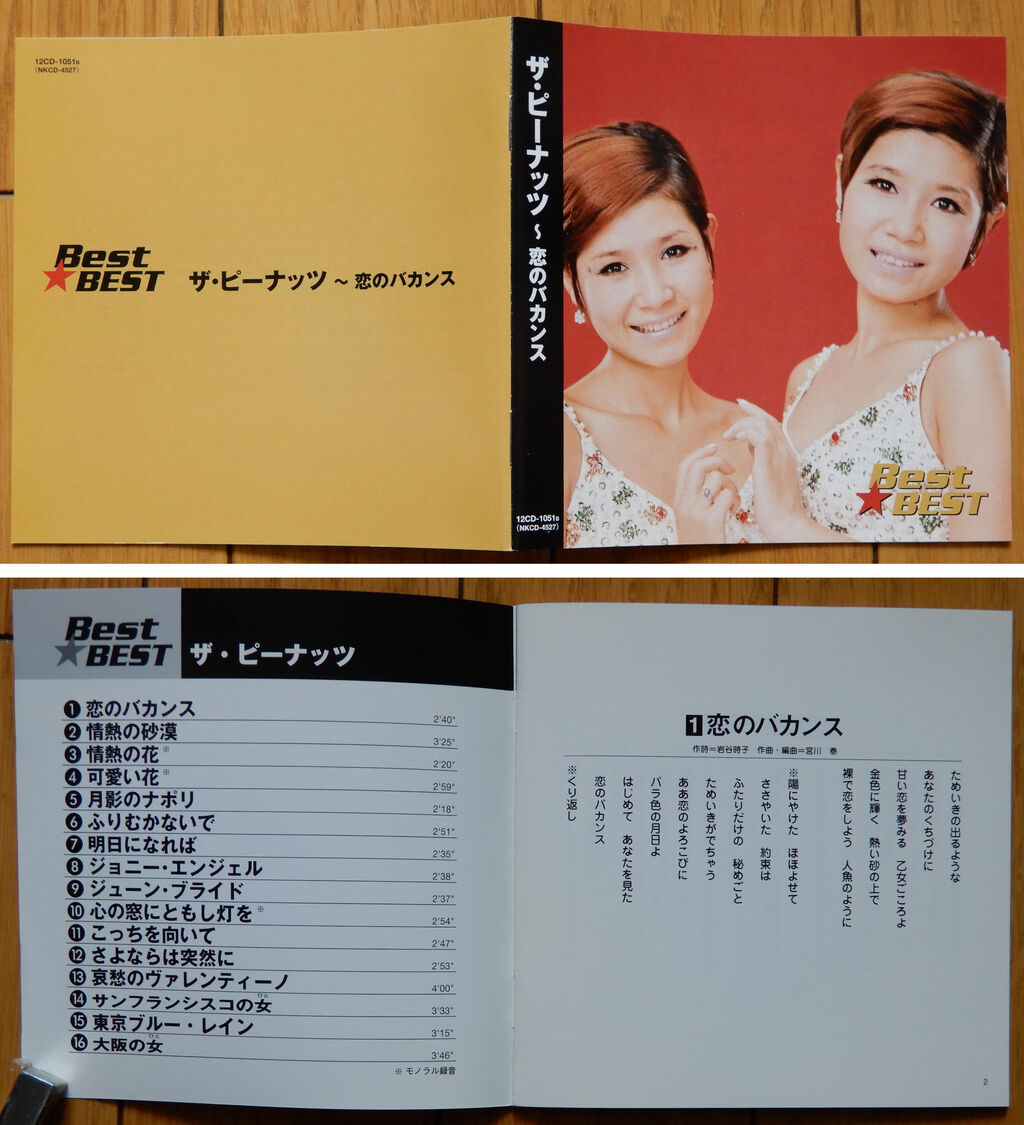 12CD-1051B
(NKCD-4527)
Best
★BEST
ザ・ピーナッツ ～ 恋のバカンス
ザ・ピーナッツ ～ 恋のバカンス
12CD-1051B
(NKCD-4527)
Best
★BEST
Best
★BEST
ザ・ピーナッツ
1 恋のバカンス 2'40"
2 情熱の砂漠 3'25"
3 情熱の花※ 2'20"
4 可愛い花※ 2'59"
5 月影のナポリ 2'18"
6 ふりむかないで 2'51"
7 明日になれば 2'35"
8 ジョニー・エンジェル 2'38"
9 ジューン・ブライド 2'37"
10 心の窓にともし灯を※ 2'54"
11 こっちを向いて 2'47"
12 さよならは突然に 2'53"
13 哀愁のヴァレンティーノ 4'00"
14 サンフランシスコの女(ひと) 3'33"
15 東京ブルー・レイン 3'15"
16 大阪の女(ひと) 3'46"
※ モノラル録音
1 恋のバカンス
作詩＝岩谷時子 作曲・編曲＝宮川 泰
ためいきの出るような
あなたのくちづけに
甘い恋を夢みる 乙女ごころよ
金色に輝く 熱い砂の上で
裸で恋をしよう 人魚のように
※陽にやけた ほほよせて
ささやいた 約束は
ふたりだけの 秘めごと
ためいきがでちゃう
ああ恋のよろこびに
バラ色の月日よ
はじめて あなたを見た
恋のバカンス
※くり返し
2